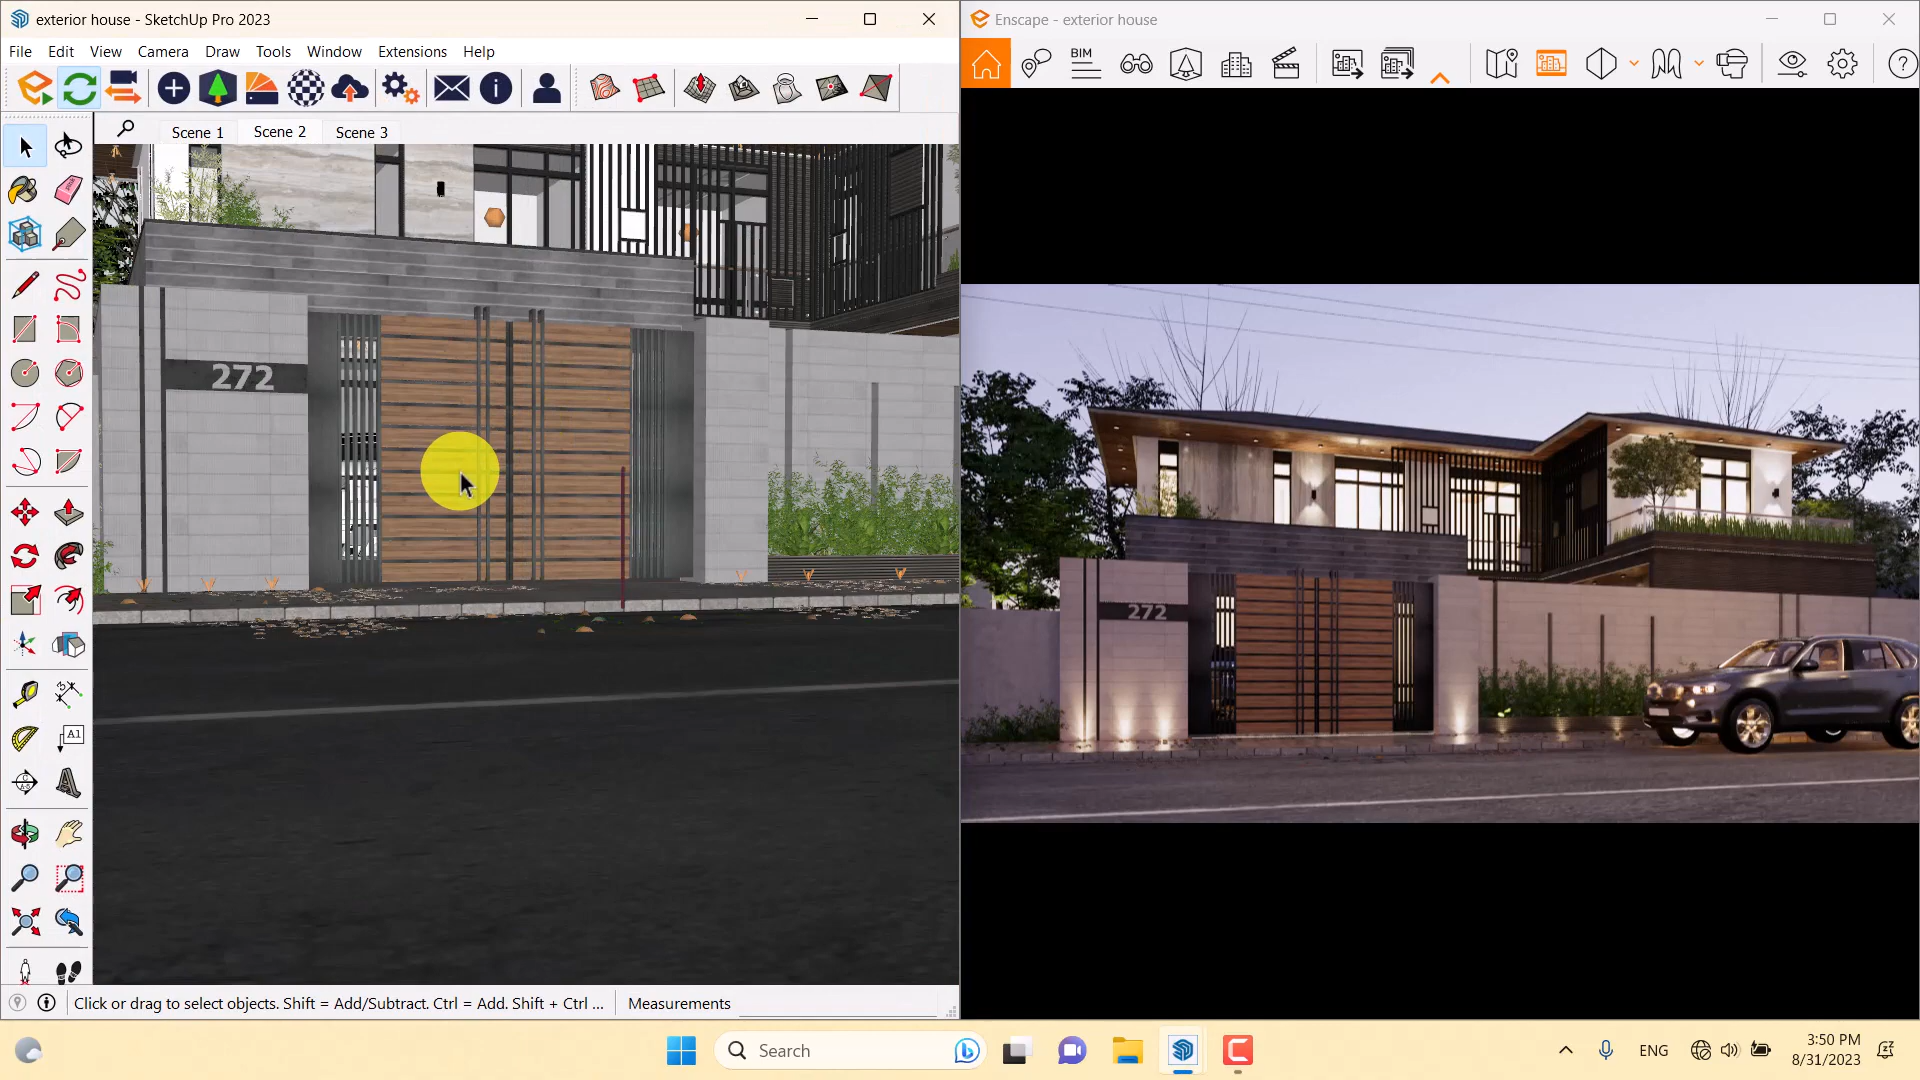 exterior house - SketchUp Pro 2023
File Edit View Camera Draw Tools Window Extensions Help
Scene 1 Scene 2 Scene 3
272
A1
Click or drag to select objects. Shift = Add/Subtract. Ctrl = Add. Shift + Ctrl ... Measurements
Enscape - exterior house
BIM
272
Search
ENG
3:50 PM
8/31/2023